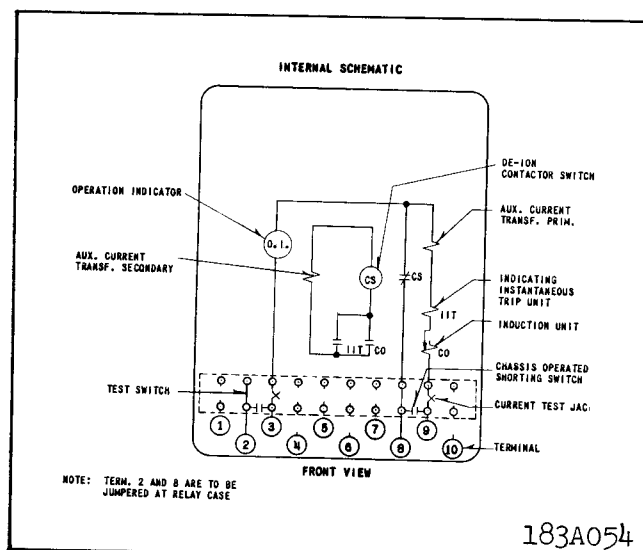 INTERNAL SCHEMATIC
DE-ION
CONTACTOR SWITCH
OPERATION INDICATOR
AUX. CURRENT
TRANSF. PRIM.
O.I.
AUX. CURRENT
TRANSF. SECONDARY
CS
CS
INDICATING
INSTANTANEOUS
TRIP UNIT
IIT
INDUCTION UNIT
IIT
CO
CO
CHASSIS OPERATED
SHORTING SWITCH
TEST SWITCH
CURRENT TEST JAC
1
2
3
4
5
6
7
8
9
10
TERMINAL
FRONT VIEW
NOTE: TERM. 2 AND 8 ARE TO BE
JUMPERED AT RELAY CASE
183A054